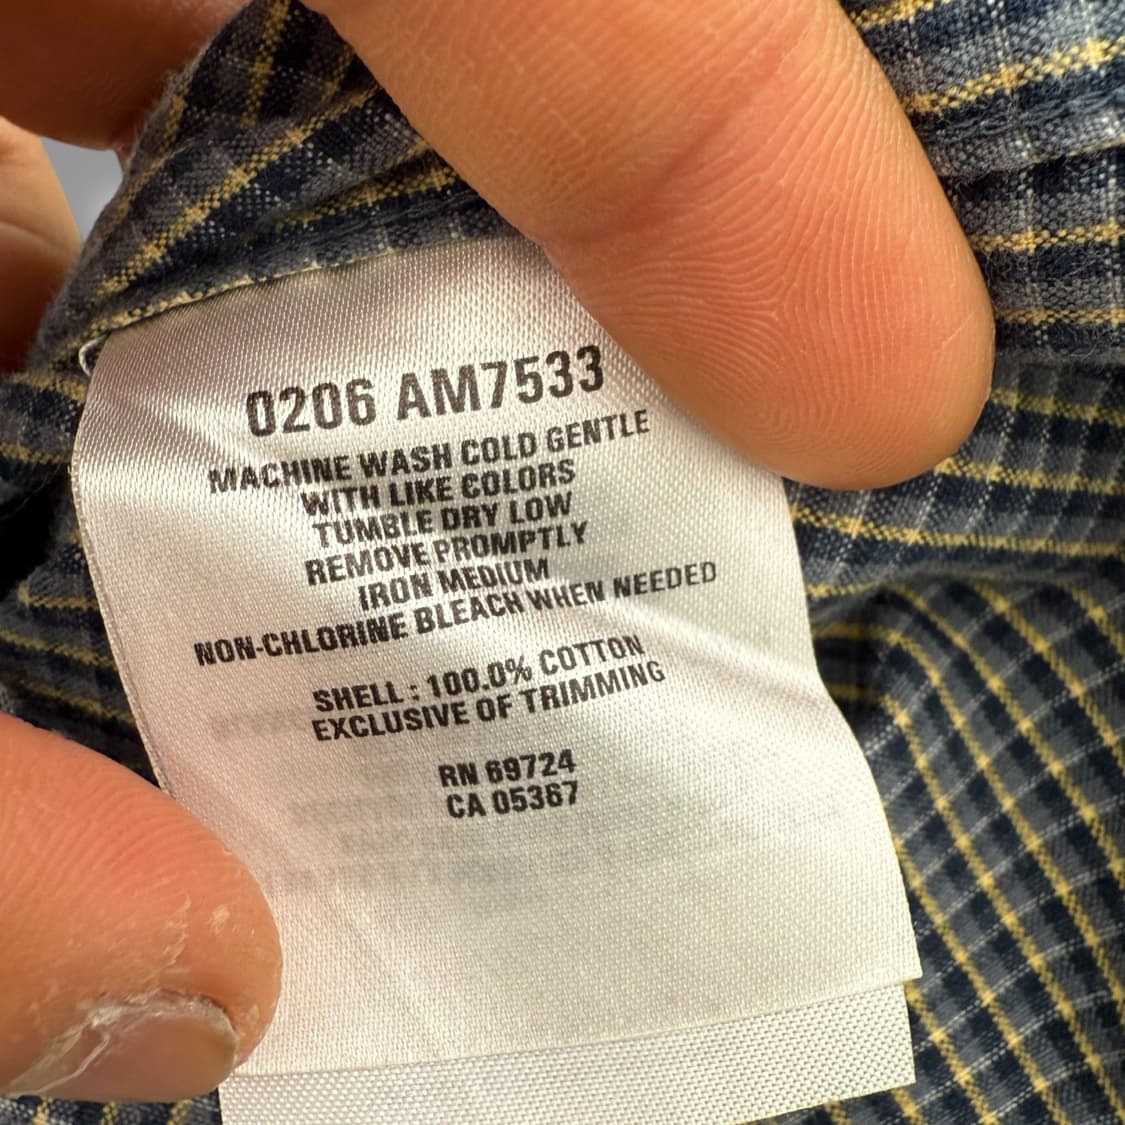 0206 AM7533
MACHINE WASH COLD GENTLE
WITH LIKE COLORS
TUMBLE DRY LOW
REMOVE PROMPTLY
IRON MEDIUM
NON-CHLORINE BLEACH WHEN NEEDED
SHELL : 100.0% COTTON
EXCLUSIVE OF TRIMMING
RN 69724
CA 05367